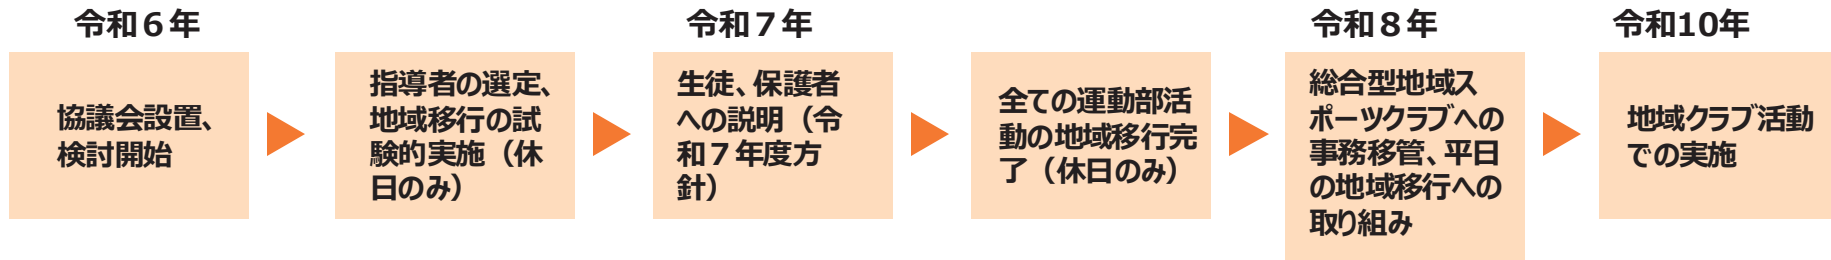 令和６年
令和７年
令和８年
令和10年
協議会設置、
検討開始
指導者の選定、
地域移行の試
験的実施（休
日のみ）
生徒、保護者
への説明（令
和７年度方
針）
全ての運動部活
動の地域移行完
了（休日のみ）
総合型地域ス
ポーツクラブへの
事務移管、平日
の地域移行への
取り組み
地域クラブ活動
での実施